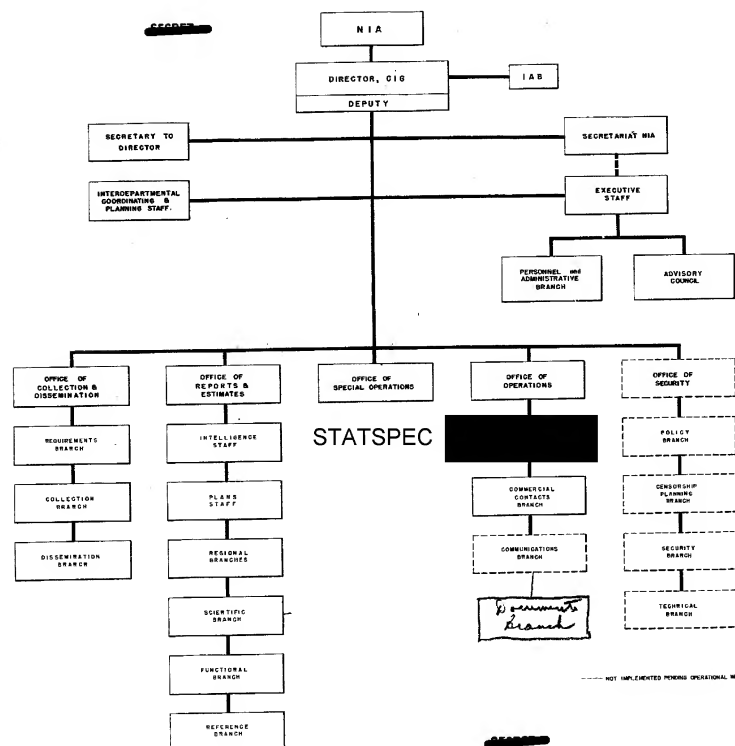 SECRET
NIA
DIRECTOR, CIG
IAB
DEPUTY
SECRETARY TO
DIRECTOR
SECRETARIAT NIA
INTERDEPARTMENTAL
COORDINATING &
PLANNING STAFF.
EXECUTIVE
STAFF
PERSONNEL and
ADMINISTRATIVE
BRANCH
ADVISORY
COUNCIL
OFFICE OF
COLLECTION &
DISSEMINATION
OFFICE OF
REPORTS &
ESTIMATES
OFFICE OF
SPECIAL OPERATIONS
OFFICE OF
OPERATIONS
OFFICE OF
SECURITY
REQUIREMENTS
BRANCH
INTELLIGENCE
STAFF
STATSPEC
POLICY
BRANCH
COLLECTION
BRANCH
PLANS
STAFF
COMMERCIAL
CONTACTS
BRANCH
CENSORSHIP
PLANNING
BRANCH
DISSEMINATION
BRANCH
REGIONAL
BRANCHES
COMMUNICATIONS
BRANCH
SECURITY
BRANCH
SCIENTIFIC
BRANCH
Documents
Branch
TECHNICAL
BRANCH
FUNCTIONAL
BRANCH
NOT IMPLEMENTED PENDING OPERATIONAL
REFERENCE
BRANCH
SECRET